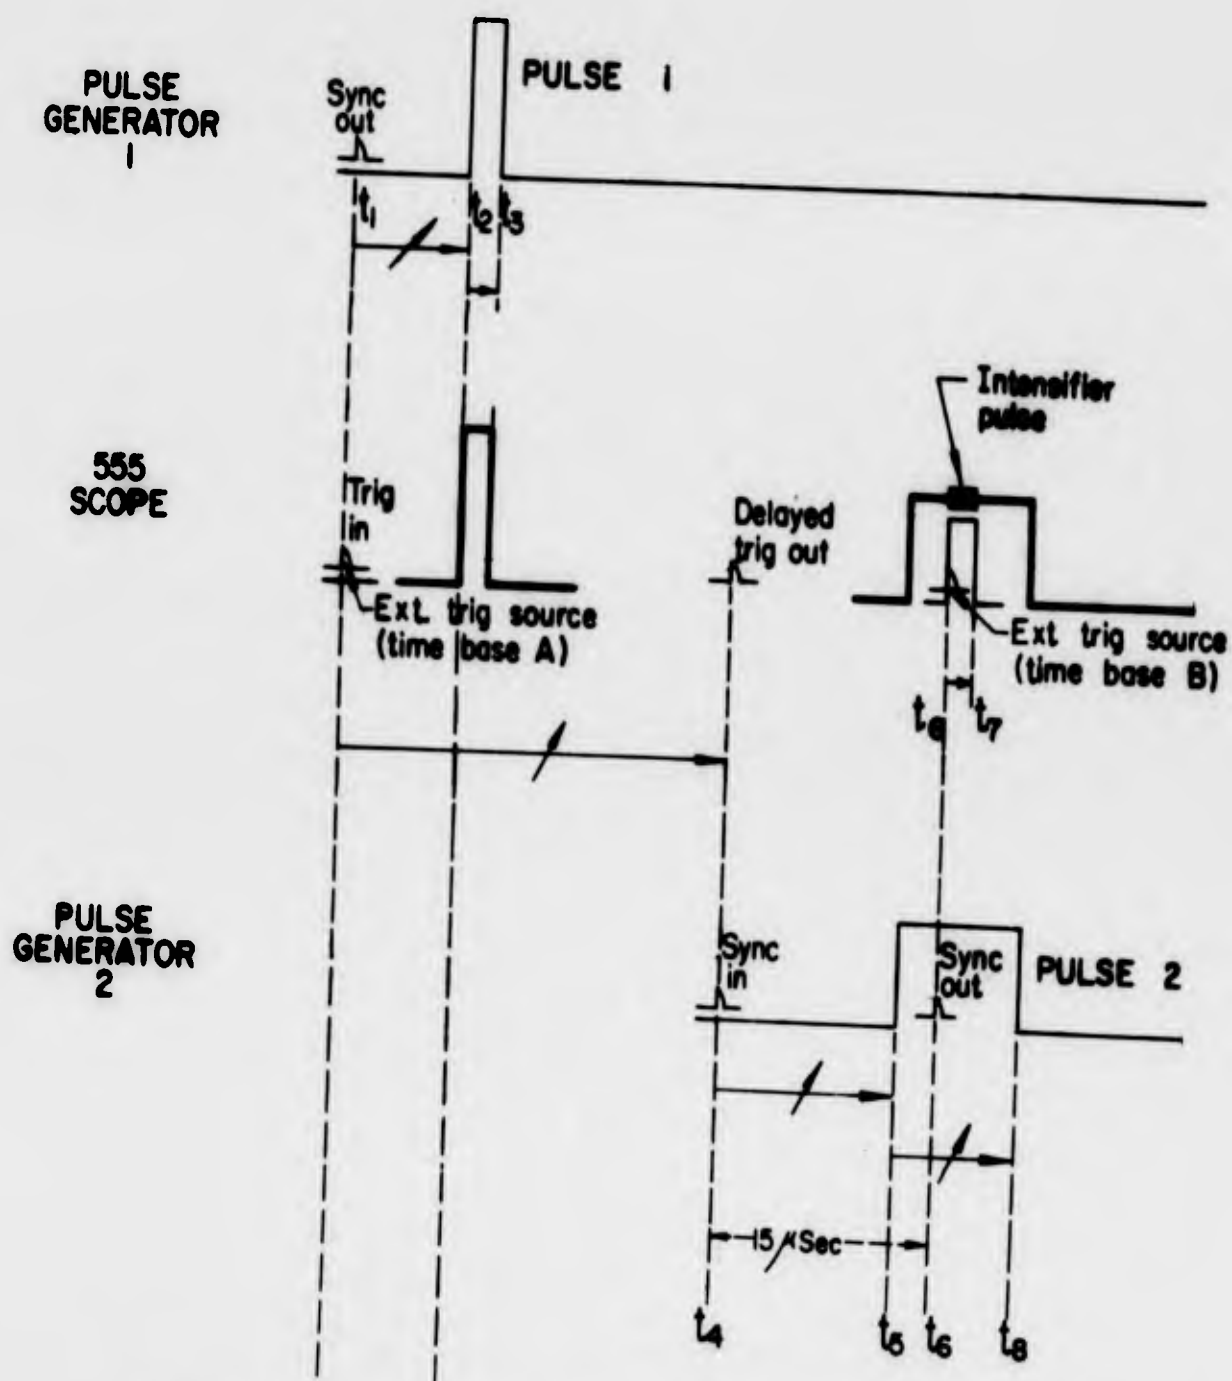 PULSE
GENERATOR
1
Sync
out
PULSE 1
t1
t2
t3
555
SCOPE
Trig
in
Ext. trig source
(time base A)
Delayed
trig out
Intensifier
pulse
Ext trig source
(time base B)
t6
t7
PULSE
GENERATOR
2
Sync
in
Sync
out
PULSE 2
15 μSec
t4
t5
t6
t8